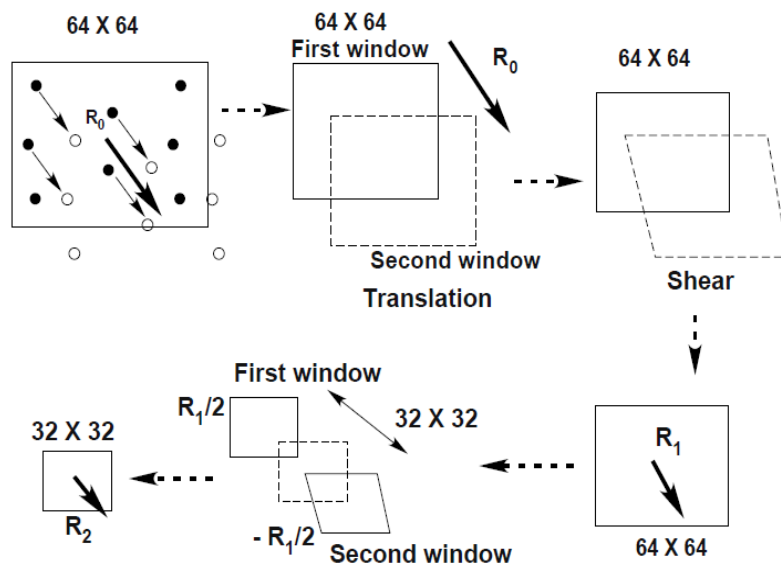 64 X 64
R0
64 X 64
First window
R0
Second window
Translation
64 X 64
Shear
R1
64 X 64
First window
R1/2
32 X 32
- R1/2
Second window
32 X 32
R2